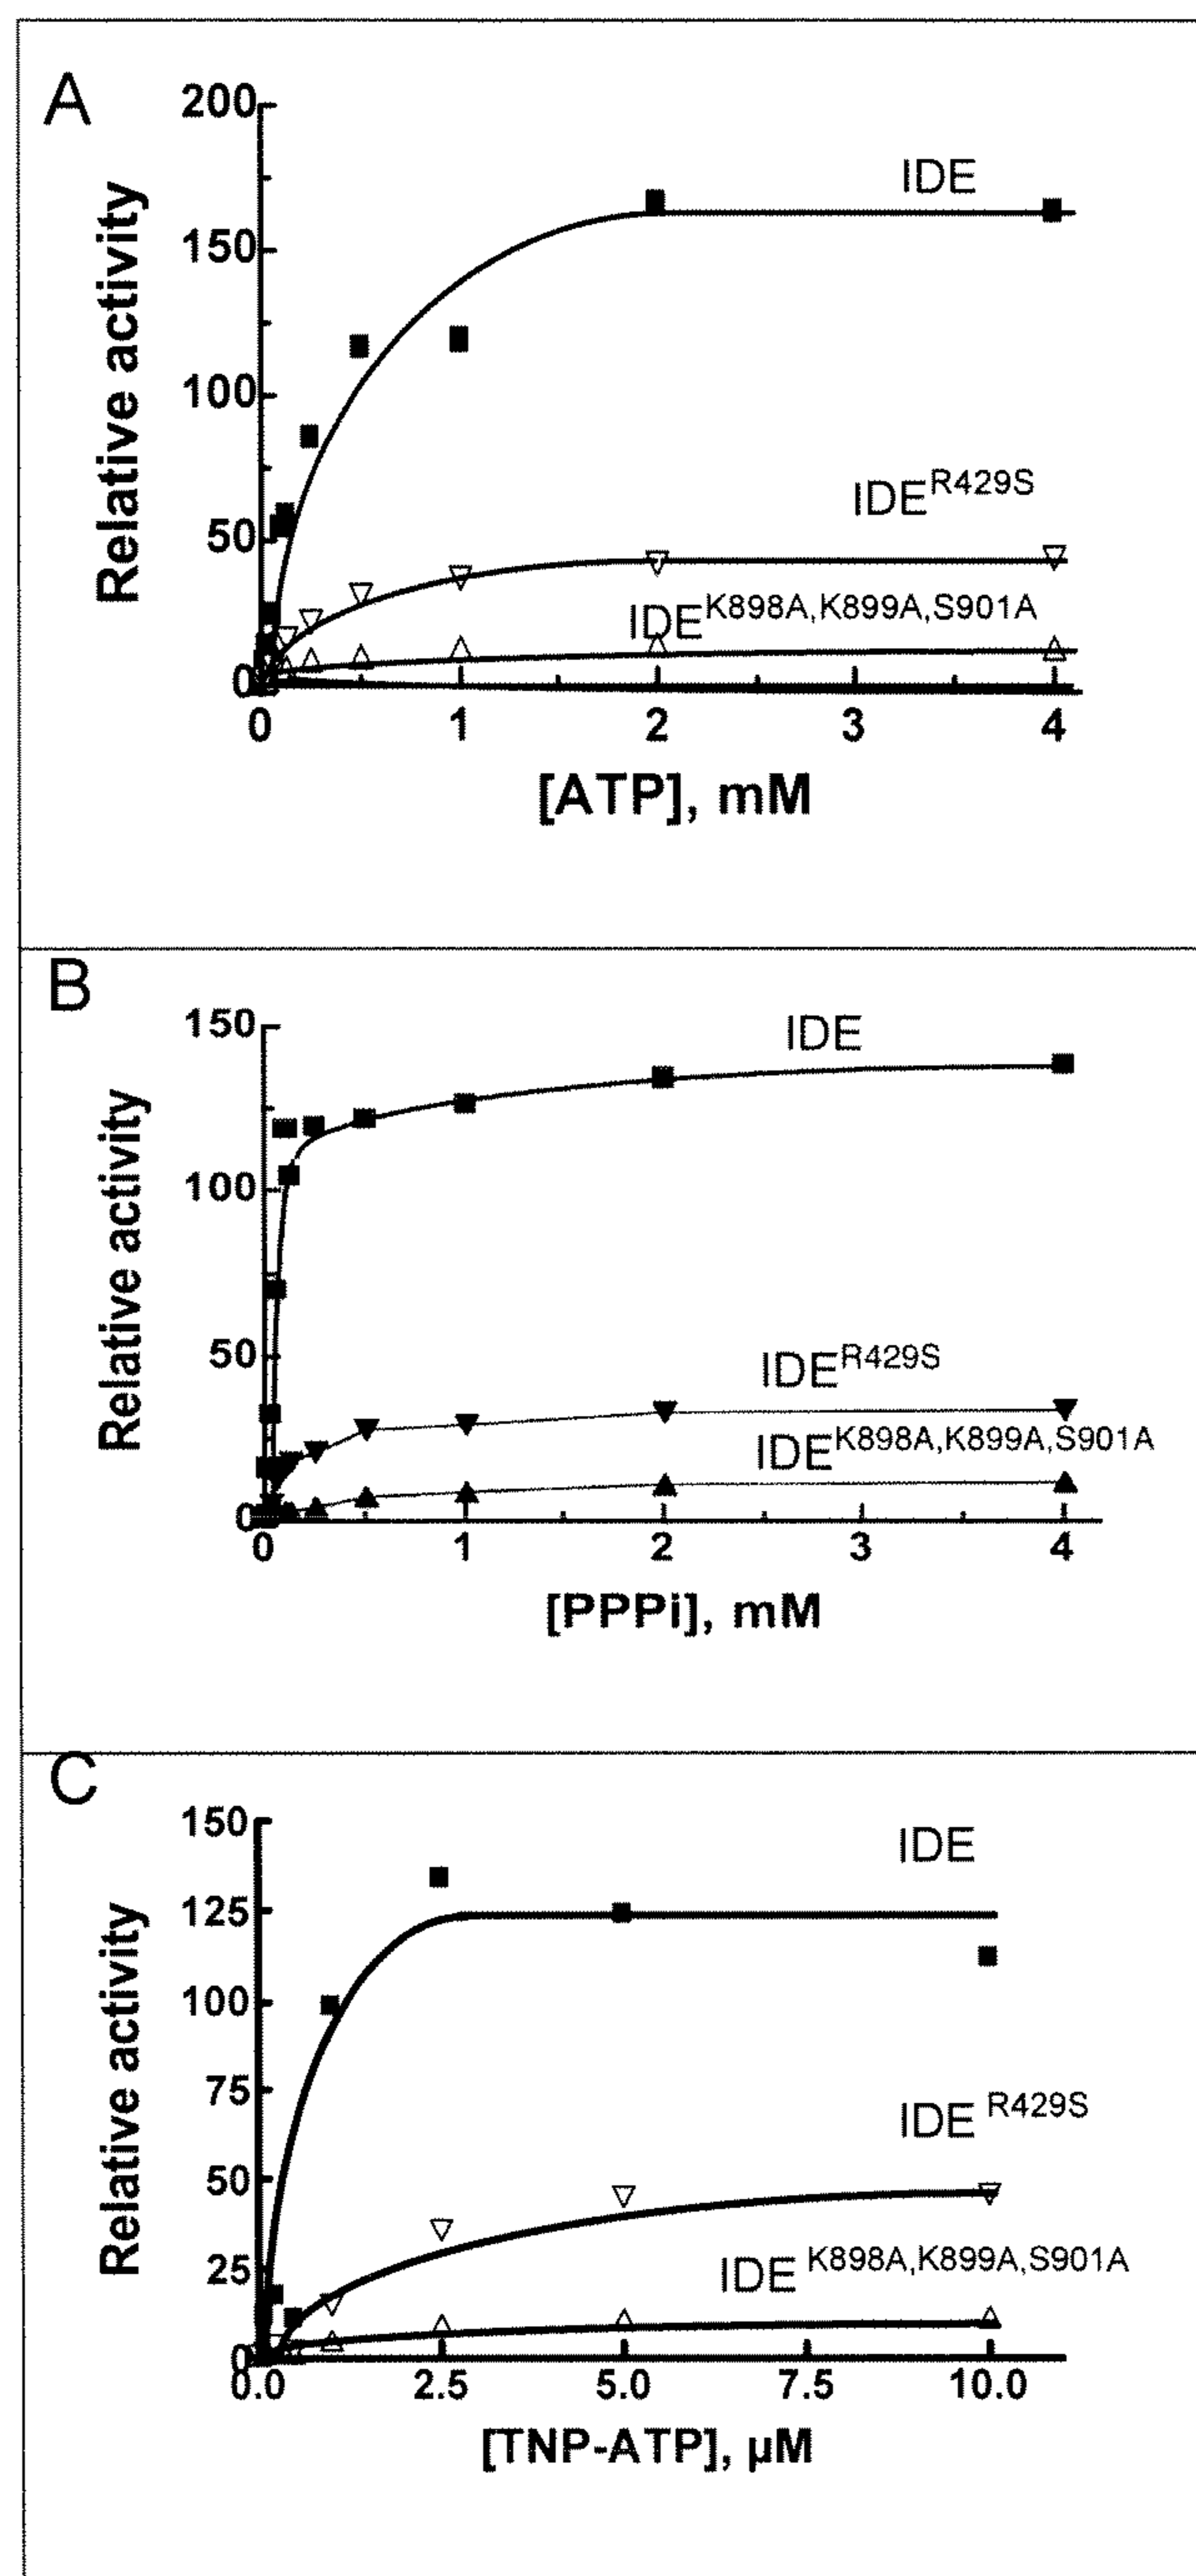 A
200
150
100
50
0
Relative activity
IDE
IDE^R429S
IDE^K898A,K899A,S901A
0 1 2 3 4
[ATP], mM
B
150
100
50
0
Relative activity
IDE
IDE^R429S
IDE^K898A,K899A,S901A
0 1 2 3 4
[PPPi], mM
C
150
125
100
75
50
25
0
Relative activity
IDE
IDE R429S
IDE K898A,K899A,S901A
0.0 2.5 5.0 7.5 10.0
[TNP-ATP], µM